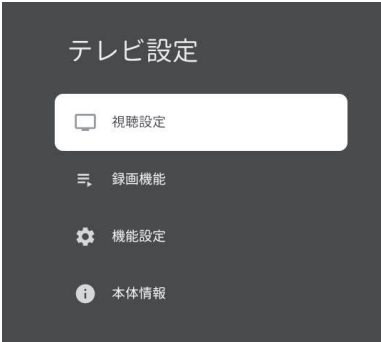 テレビ設定
視聴設定
録画機能
機能設定
本体情報